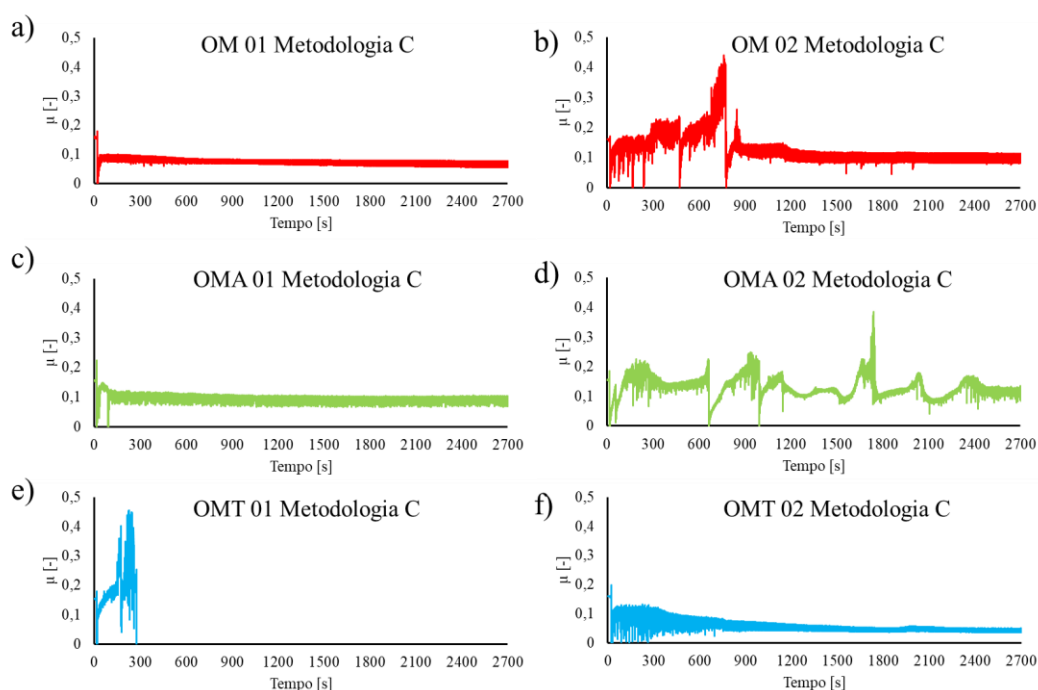 a)
OM 01 Metodologia C
µ [-]
0,5
0,4
0,3
0,2
0,1
0
0 300 600 900 1200 1500 1800 2100 2400 2700
Tempo [s]
b)
OM 02 Metodologia C
µ [-]
0,5
0,4
0,3
0,2
0,1
0
0 300 600 900 1200 1500 1800 2100 2400 2700
Tempo [s]
c)
OMA 01 Metodologia C
µ [-]
0,5
0,4
0,3
0,2
0,1
0
0 300 600 900 1200 1500 1800 2100 2400 2700
Tempo [s]
d)
OMA 02 Metodologia C
µ [-]
0,5
0,4
0,3
0,2
0,1
0
0 300 600 900 1200 1500 1800 2100 2400 2700
Tempo [s]
e)
OMT 01 Metodologia C
µ [-]
0,5
0,4
0,3
0,2
0,1
0
0 300 600 900 1200 1500 1800 2100 2400 2700
Tempo [s]
f)
OMT 02 Metodologia C
µ [-]
0,5
0,4
0,3
0,2
0,1
0
0 300 600 900 1200 1500 1800 2100 2400 2700
Tempo [s]